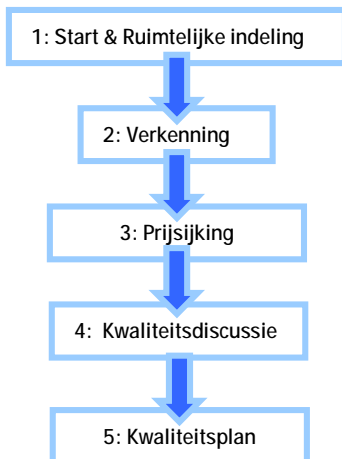 1: Start & Ruimtelijke indeling
2: Verkenning
3: Prijsijking
4: Kwaliteitsdiscussie
5: Kwaliteitsplan